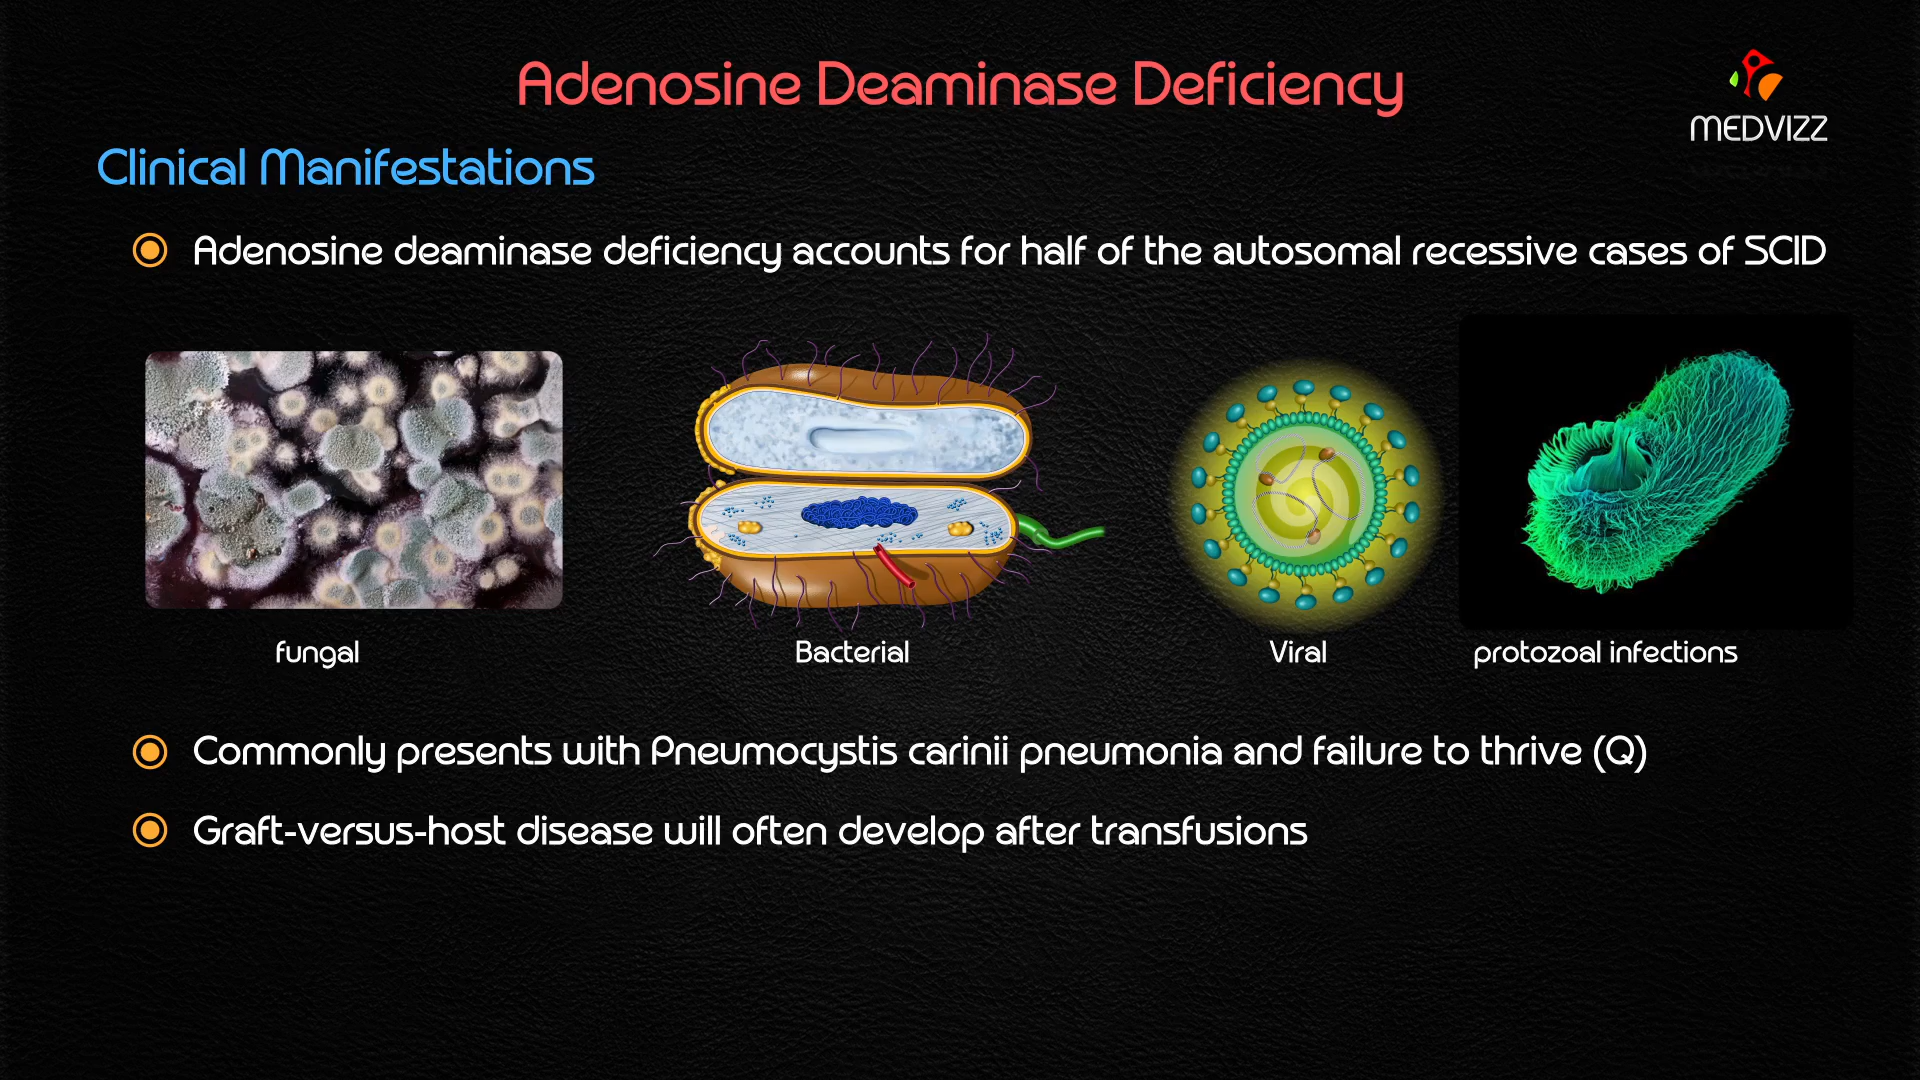 Adenosine Deaminase Deficiency
MEDVIZZ
Clinical Manifestations
Adenosine deaminase deficiency accounts for half of the autosomal recessive cases of SCID
fungal
Bacterial
Viral
protozoal infections
Commonly presents with Pneumocystis carinii pneumonia and failure to thrive (Q)
Graft-versus-host disease will often develop after transfusions